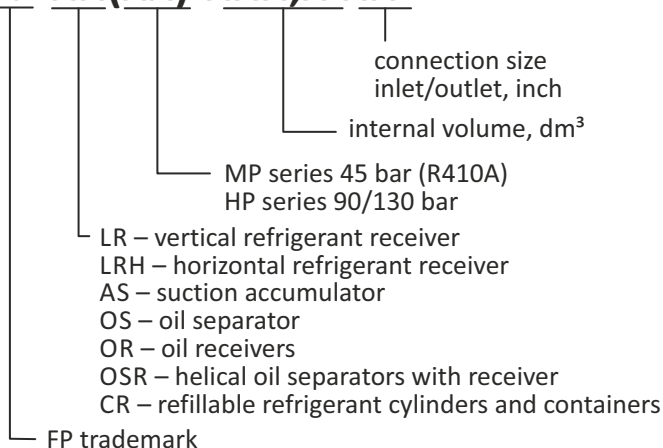 connection size
inlet/outlet, inch
internal volume, dm³
MP series 45 bar (R410A)
HP series 90/130 bar
LR – vertical refrigerant receiver
LRH – horizontal refrigerant receiver
AS – suction accumulator
OS – oil separator
OR – oil receivers
OSR – helical oil separators with receiver
CR – refillable refrigerant cylinders and containers
FP trademark